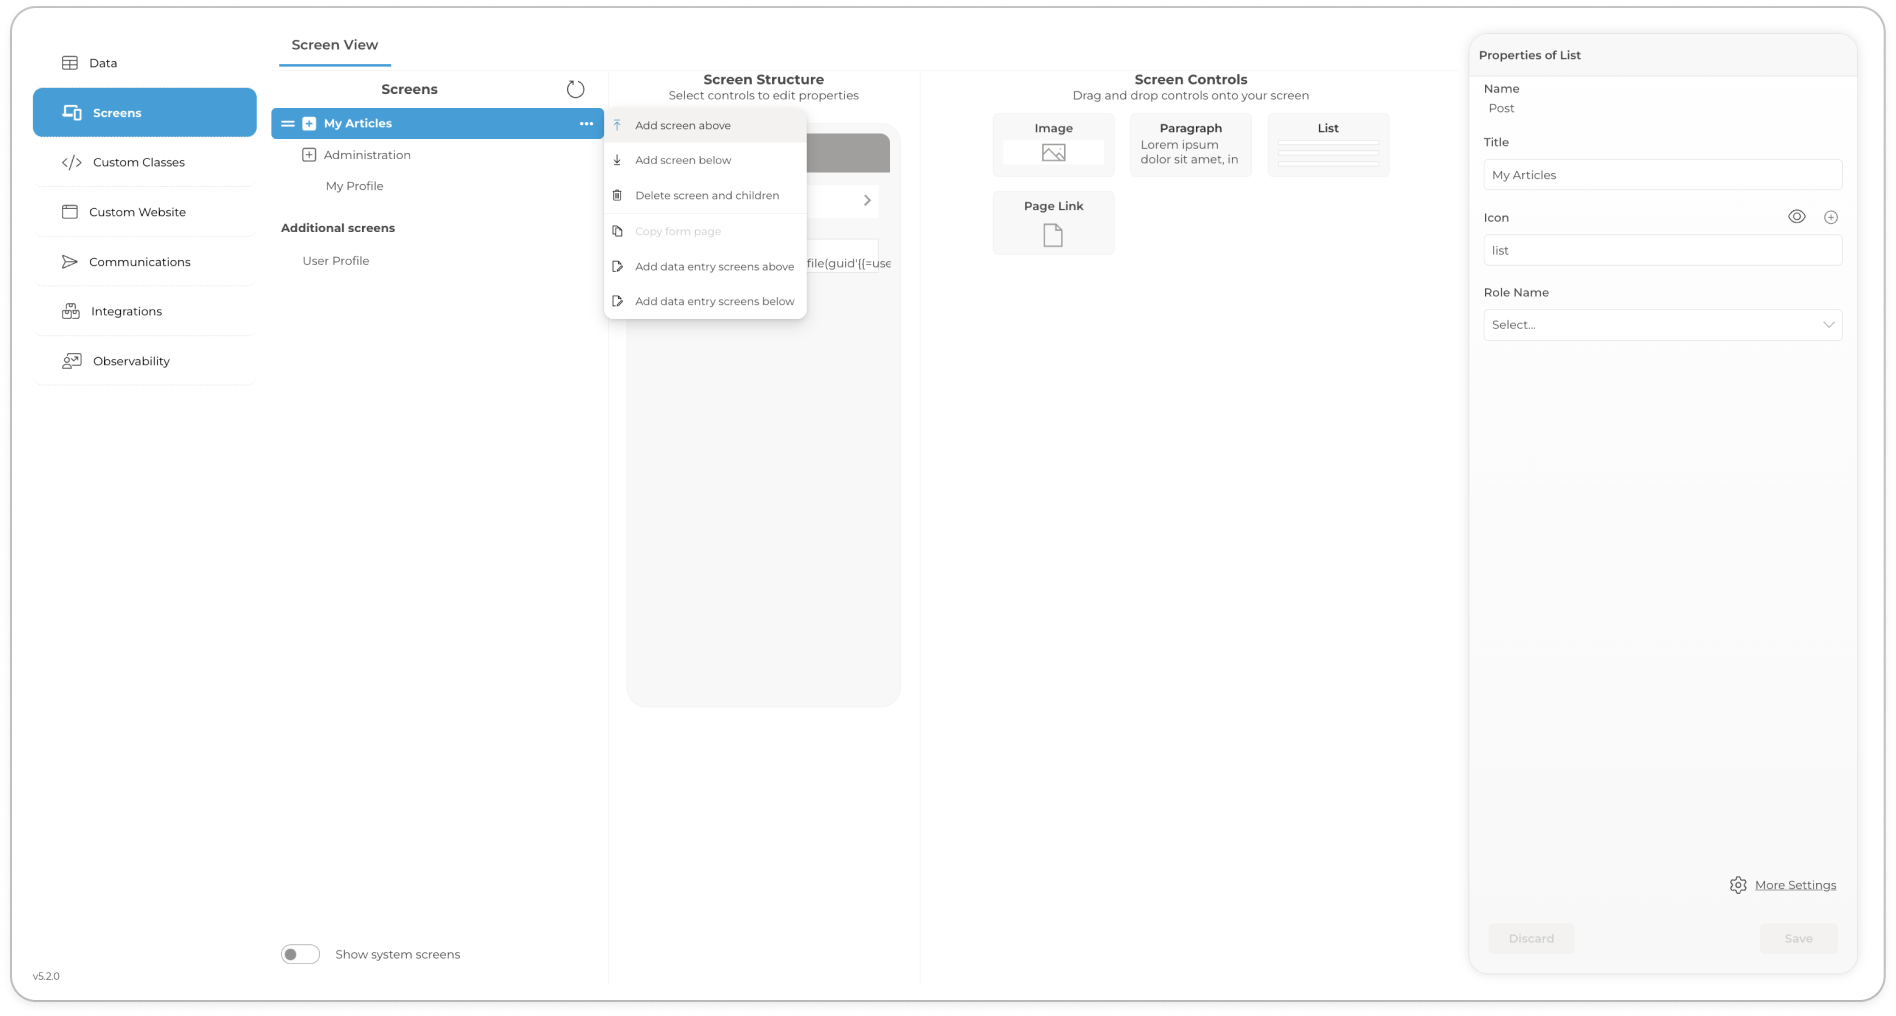 Data
Screens
Custom Classes
Custom Website
Communications
Integrations
Observability
v5.2.0
Screen View
Screens
My Articles
Administration
My Profile
Additional screens
User Profile
Show system screens
Add screen above
Add screen below
Delete screen and children
Copy form page
Add data entry screens above
Add data entry screens below
Screen Structure
Select controls to edit properties
file(guid'{{=use
Screen Controls
Drag and drop controls onto your screen
Image
Paragraph
Lorem ipsum
dolor sit amet, in
List
Page Link
Properties of List
Name
Post
Title
My Articles
Icon
list
Role Name
Select...
More Settings
Discard
Save